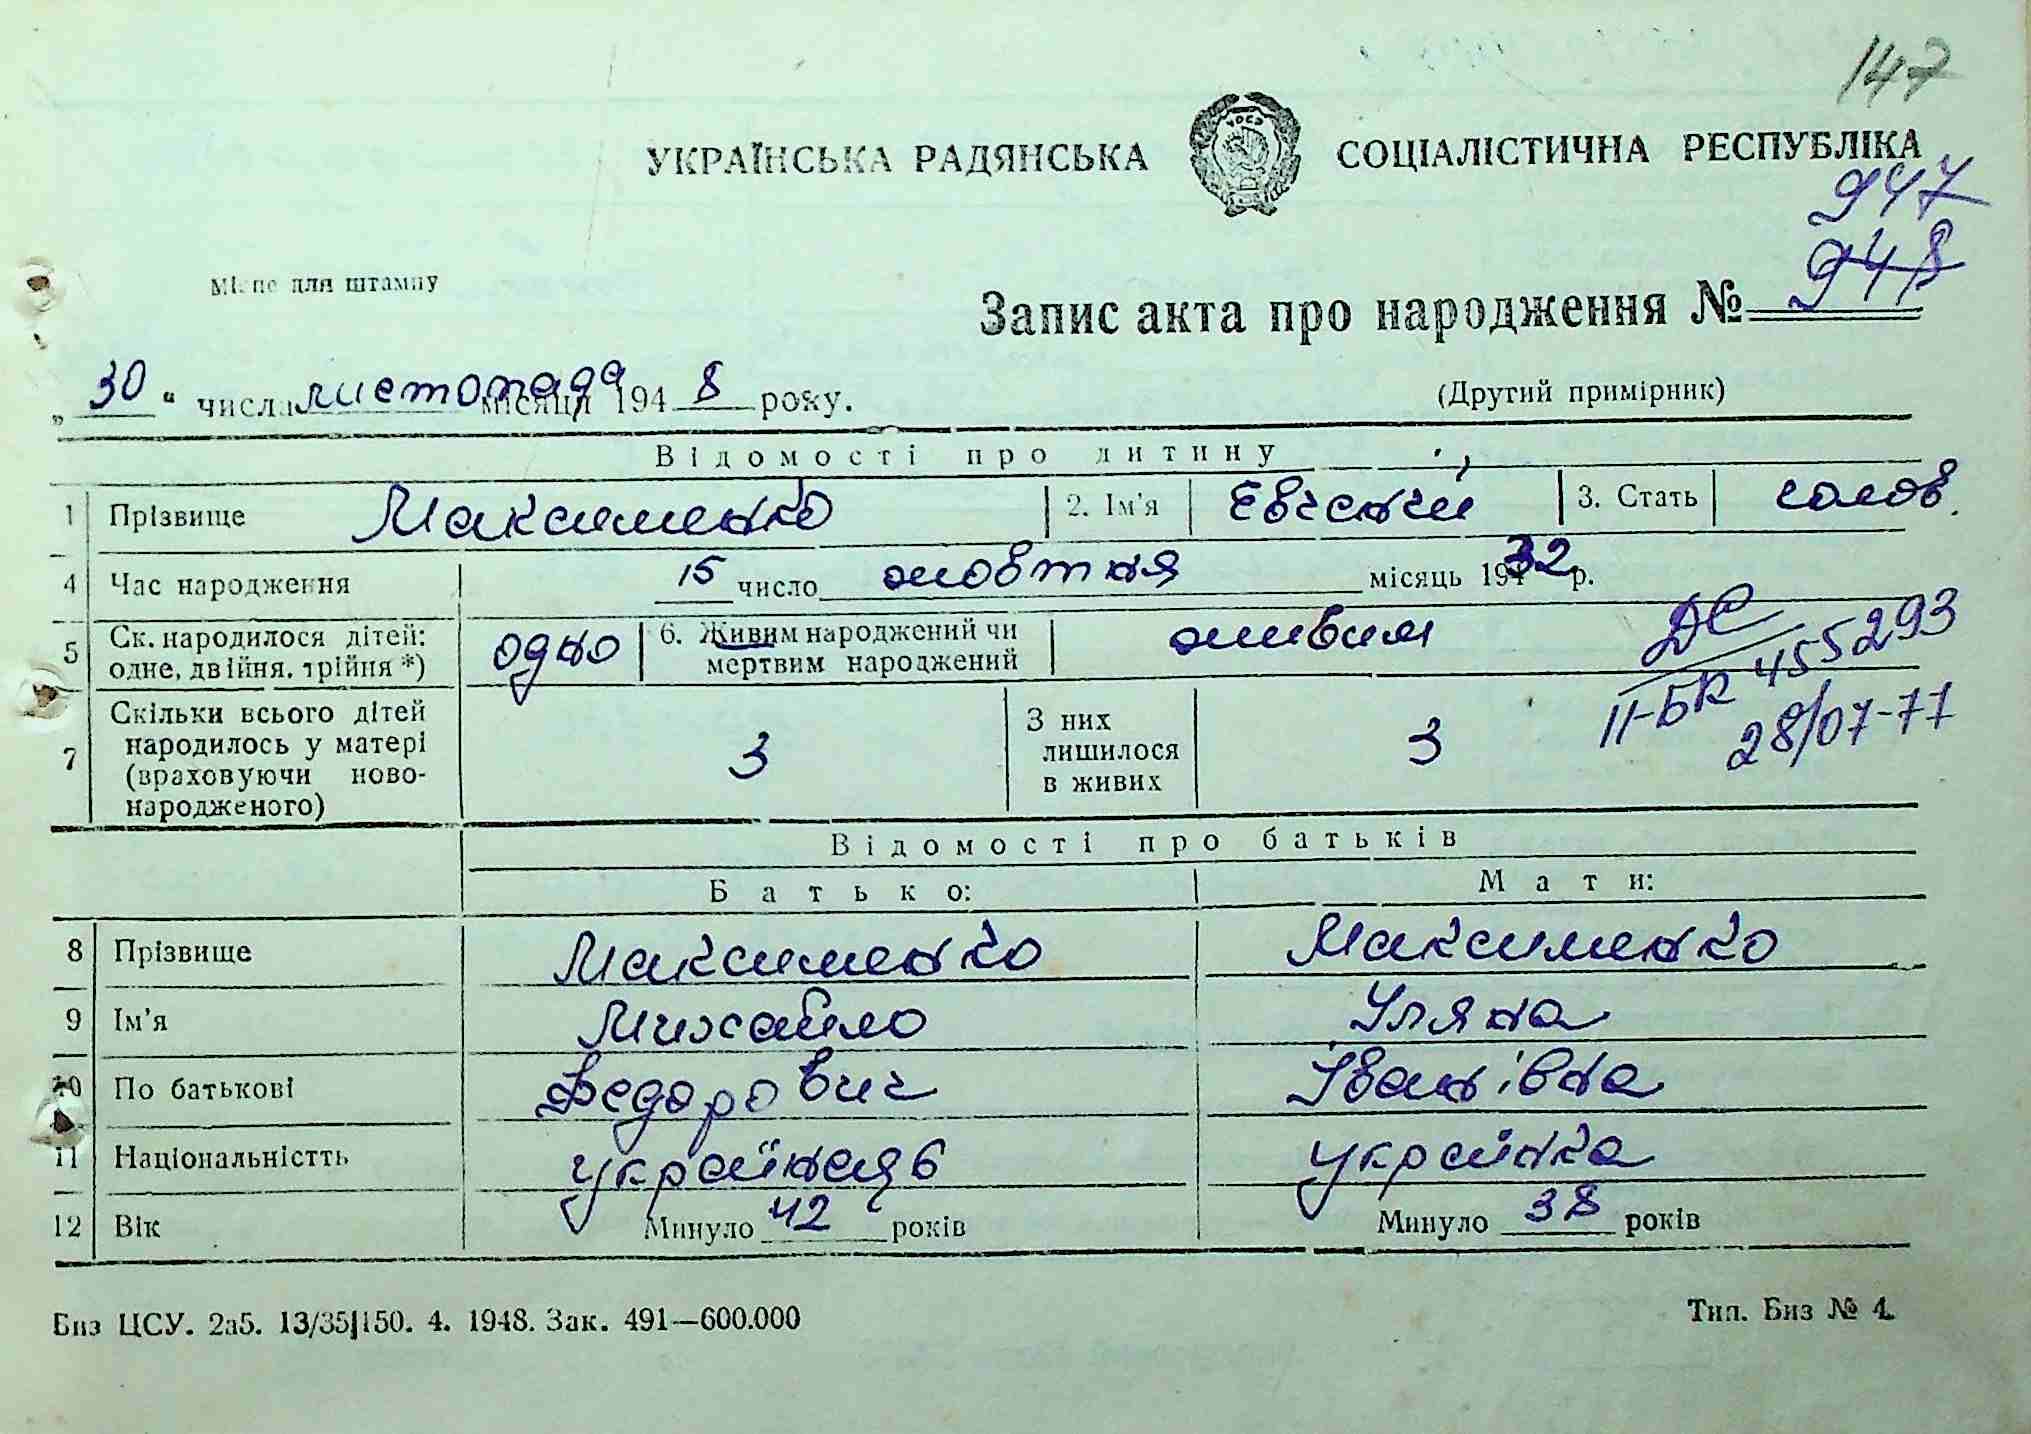 147
УКРАЇНСЬКА РАДЯНСЬКА СОЦІАЛІСТИЧНА РЕСПУБЛІКА
947
Місце для штампу
Запис акта про народження № 948
„30“ числа листопада місяця 1948 року.
(Другий примірник)
Відомості про дитину
1 Прізвище Максименко 2. Ім'я Євгеній 3. Стать чолов.
4 Час народження 15 число жовтня місяць 1932 р.
5 Ск. народилося дітей: одне, двійня, трійня *) одно 6. Живим народжений чи мертвим народжений живим
ДС
II-БК 455293
28/07-77
7 Скільки всього дітей народилось у матері (враховуючи ново-народженого) 3 З них лишилося в живих 3
Відомості про батьків
Батько: Мати:
8 Прізвище Максименко Максименко
9 Ім'я Михайло Уляна
10 По батькові Федорович Іванівна
11 Національністть українець українка
12 Вік Минуло 42 років Минуло 38 років
Биз ЦСУ. 2а5. 13/35|150. 4. 1948. Зак. 491—600.000 Тип. Биз № 4.